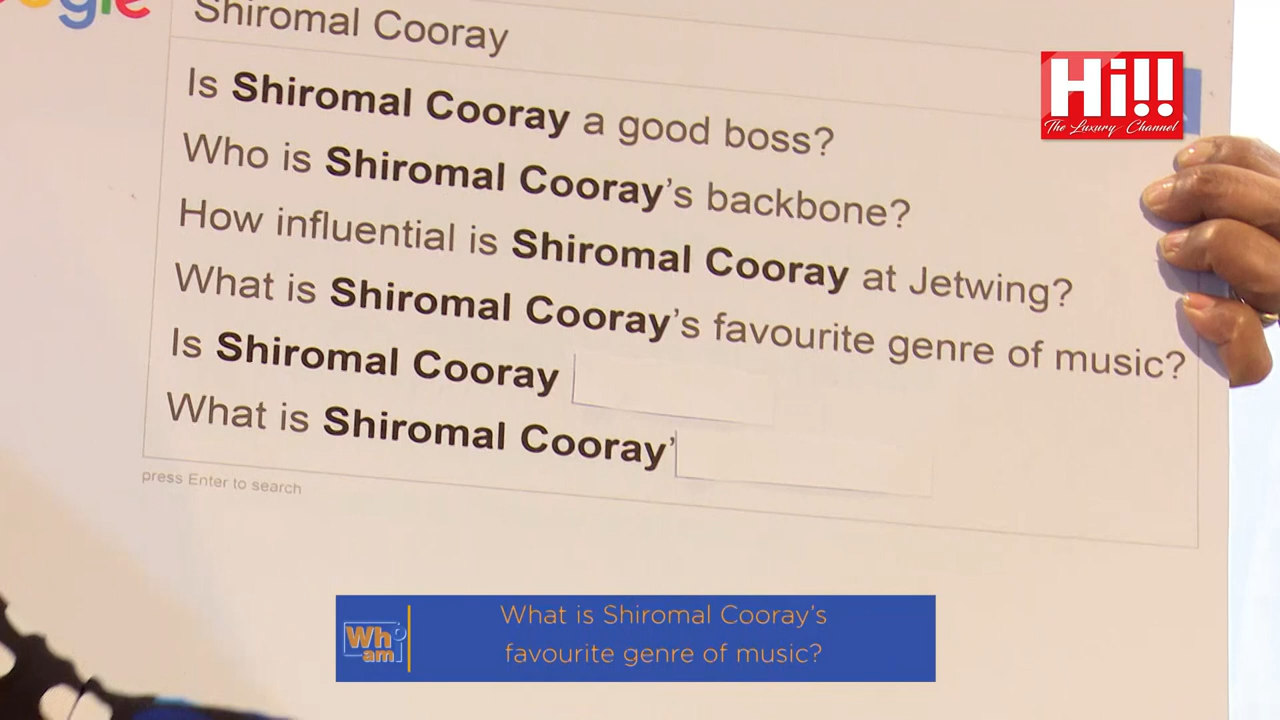 Shiromal Cooray
Is Shiromal Cooray a good boss?
Who is Shiromal Cooray's backbone?
How influential is Shiromal Cooray at Jetwing?
What is Shiromal Cooray's favourite genre of music?
Is Shiromal Cooray
What is Shiromal Cooray'
press Enter to search
Hi!!
The Luxury Channel
Who
am i
What is Shiromal Cooray's
favourite genre of music?